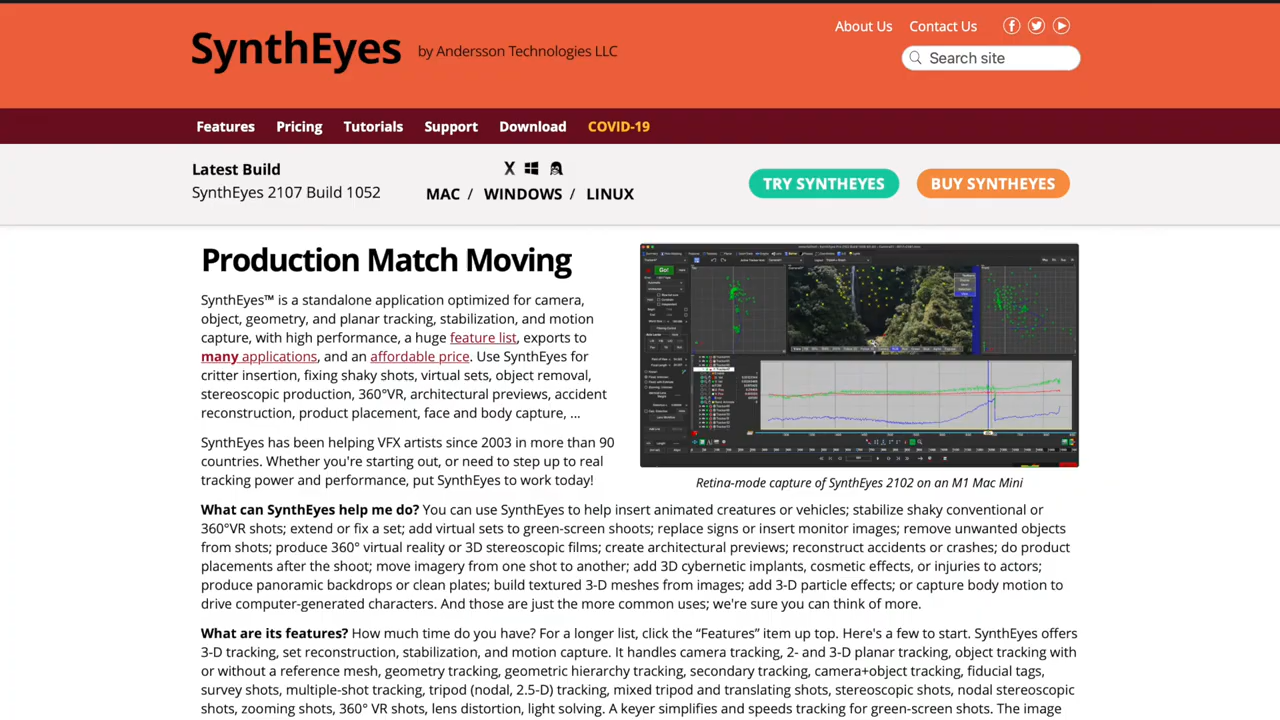 About Us Contact Us
SynthEyes by Andersson Technologies LLC
Search site
Features Pricing Tutorials Support Download COVID-19
Latest Build
SynthEyes 2107 Build 1052
MAC / WINDOWS / LINUX
TRY SYNTHEYES BUY SYNTHEYES
Production Match Moving
SynthEyes™ is a standalone application optimized for camera,
object, geometry, and planar tracking, stabilization, and motion
capture, with high performance, a huge feature list, exports to
many applications, and an affordable price. Use SynthEyes for
critter insertion, fixing shaky shots, virtual sets, object removal,
stereoscopic production, 360°VR, architectural previews, accident
reconstruction, product placement, face and body capture, ...
SynthEyes has been helping VFX artists since 2003 in more than 90
countries. Whether you're starting out, or need to step up to real
tracking power and performance, put SynthEyes to work today!
Go!
Retina-mode capture of SynthEyes 2102 on an M1 Mac Mini
What can SynthEyes help me do? You can use SynthEyes to help insert animated creatures or vehicles; stabilize shaky conventional or
360°VR shots; extend or fix a set; add virtual sets to green-screen shoots; replace signs or insert monitor images; remove unwanted objects
from shots; produce 360° virtual reality or 3D stereoscopic films; create architectural previews; reconstruct accidents or crashes; do product
placements after the shoot; move imagery from one shot to another; add 3D cybernetic implants, cosmetic effects, or injuries to actors;
produce panoramic backdrops or clean plates; build textured 3-D meshes from images; add 3-D particle effects; or capture body motion to
drive computer-generated characters. And those are just the more common uses; we're sure you can think of more.
What are its features? How much time do you have? For a longer list, click the “Features” item up top. Here's a few to start. SynthEyes offers
3-D tracking, set reconstruction, stabilization, and motion capture. It handles camera tracking, 2- and 3-D planar tracking, object tracking with
or without a reference mesh, geometry tracking, geometric hierarchy tracking, secondary tracking, camera+object tracking, fiducial tags,
survey shots, multiple-shot tracking, tripod (nodal, 2.5-D) tracking, mixed tripod and translating shots, stereoscopic shots, nodal stereoscopic
shots, zooming shots, 360° VR shots, lens distortion, light solving. A keyer simplifies and speeds tracking for green-screen shots. The image